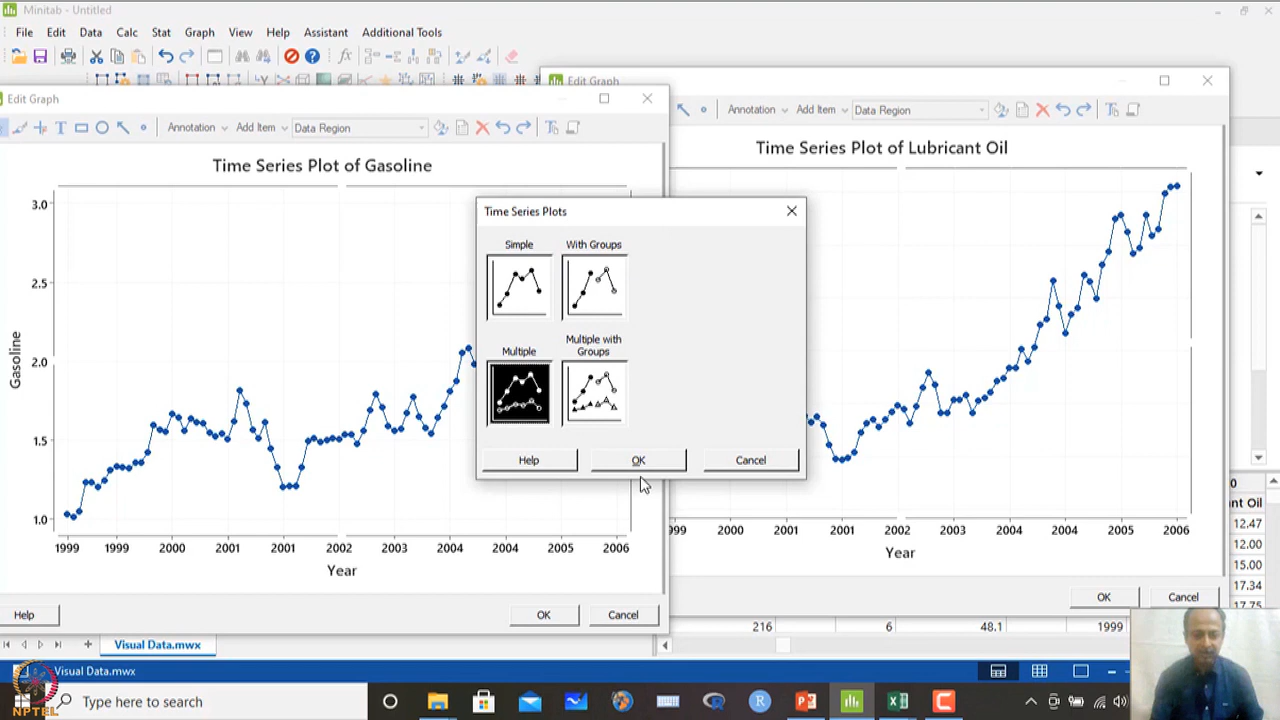 Minitab - Untitled
File Edit Data Calc Stat Graph View Help Assistant Additional Tools
Edit Graph
Annotation Add Item Data Region
Time Series Plot of Lubricant Oil
Edit Graph
Annotation Add Item Data Region
Time Series Plot of Gasoline
Time Series Plots
Simple With Groups
Multiple Multiple with Groups
Help OK Cancel
3.0
2.5
2.0
1.5
1.0
Gasoline
1999 1999 2000 2001 2001 2002 2003 2004 2004 2005 2006
Year
2000 2001 2001 2002 2003 2004 2004 2005 2006
Year
Help OK Cancel
OK Cancel
12.47
12.00
15.00
17.34
17.75
216 6 48.1 1999
Visual Data.mwx
Visual Data.mwx
Type here to search
NPTEL